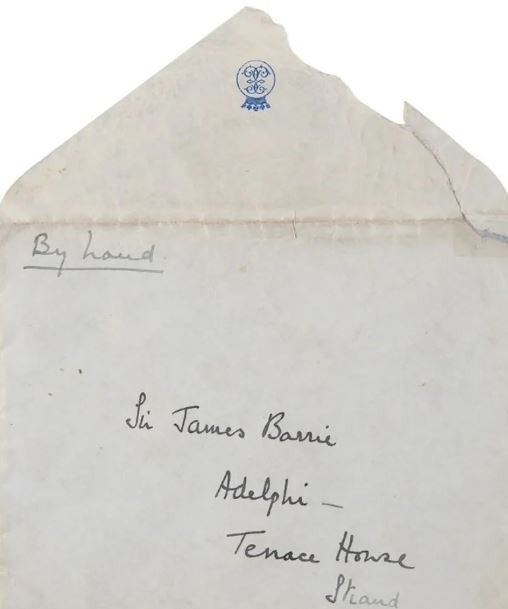 By hand.
Sir James Barrie
Adelphi –
Terrace House
Strand